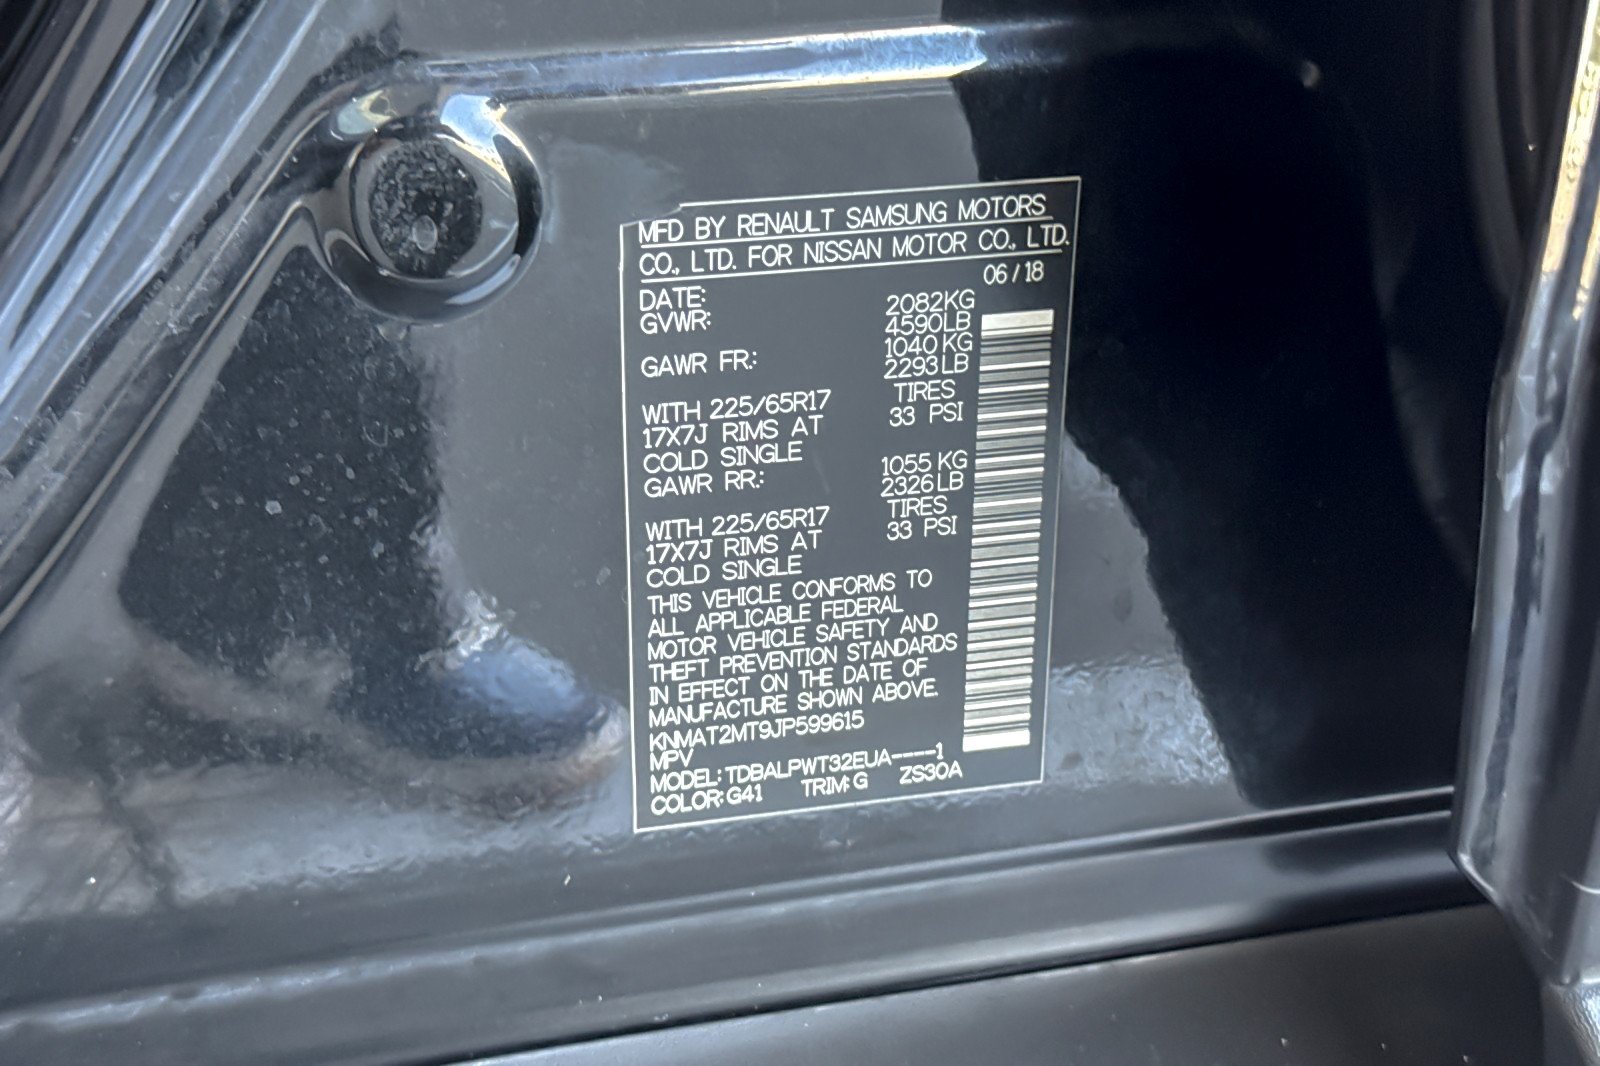 MFD BY RENAULT SAMSUNG MOTORS
CO., LTD. FOR NISSAN MOTOR CO., LTD.
06/18
DATE:
GVWR: 2082KG
4590LB
GAWR FR.: 1040 KG
2293LB
WITH 225/65R17 TIRES
17X7J RIMS AT 33 PSI
COLD SINGLE
GAWR RR.: 1055 KG
2326LB
WITH 225/65R17 TIRES
17X7J RIMS AT 33 PSI
COLD SINGLE
THIS VEHICLE CONFORMS TO
ALL APPLICABLE FEDERAL
MOTOR VEHICLE SAFETY AND
THEFT PREVENTION STANDARDS
IN EFFECT ON THE DATE OF
MANUFACTURE SHOWN ABOVE.
KNMAT2MT9JP599615
MPV
MODEL: TDBALPWT32EUA----1
COLOR: G41 TRIM: G ZS30A